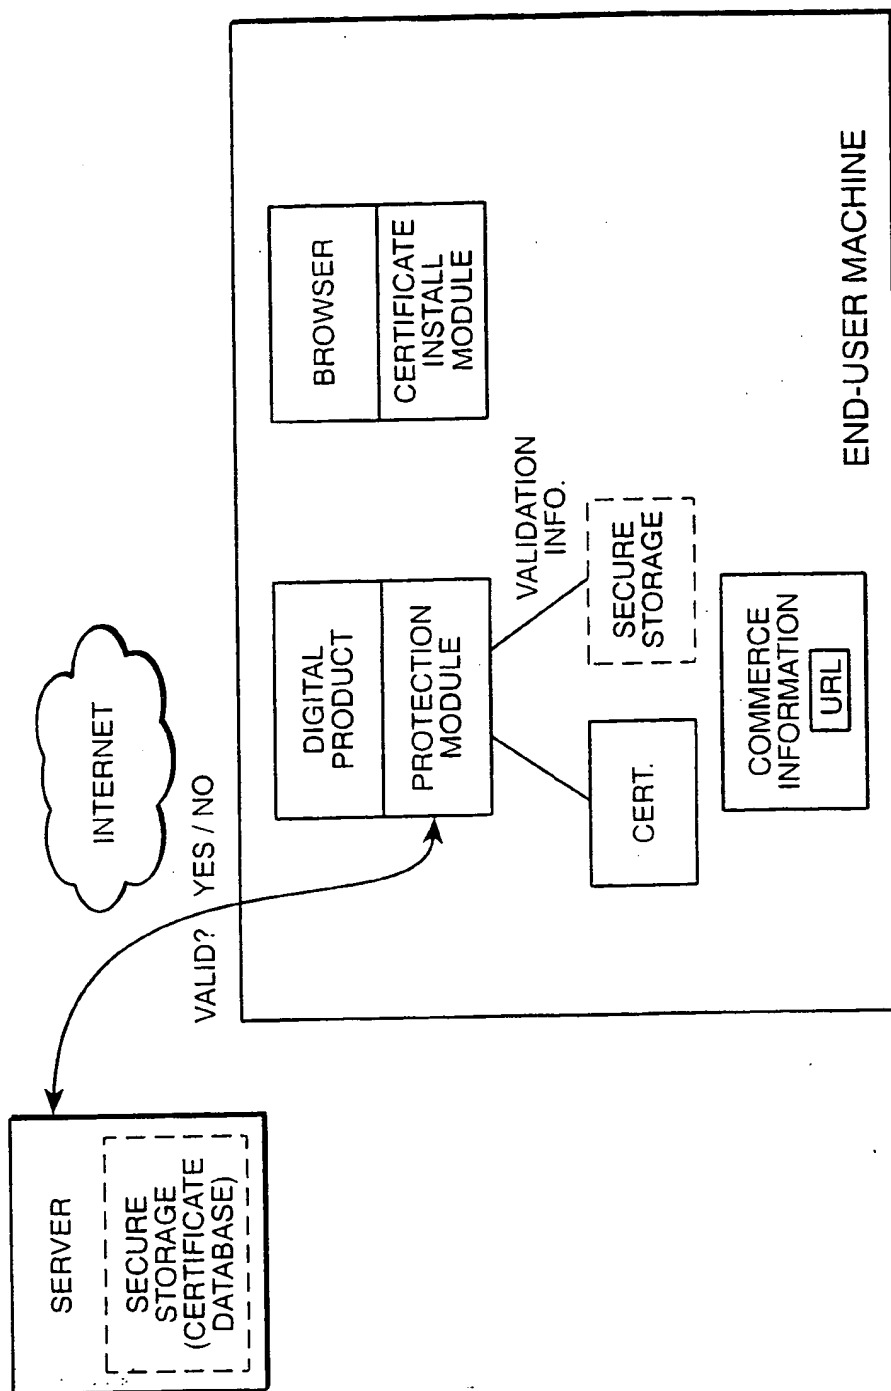 SERVER
SECURE
STORAGE
(CERTIFICATE
DATABASE)
VALID? YES / NO
INTERNET
DIGITAL
PRODUCT
PROTECTION
MODULE
BROWSER
CERTIFICATE
INSTALL
MODULE
VALIDATION
INFO.
CERT.
SECURE
STORAGE
COMMERCE
INFORMATION
URL
END-USER MACHINE